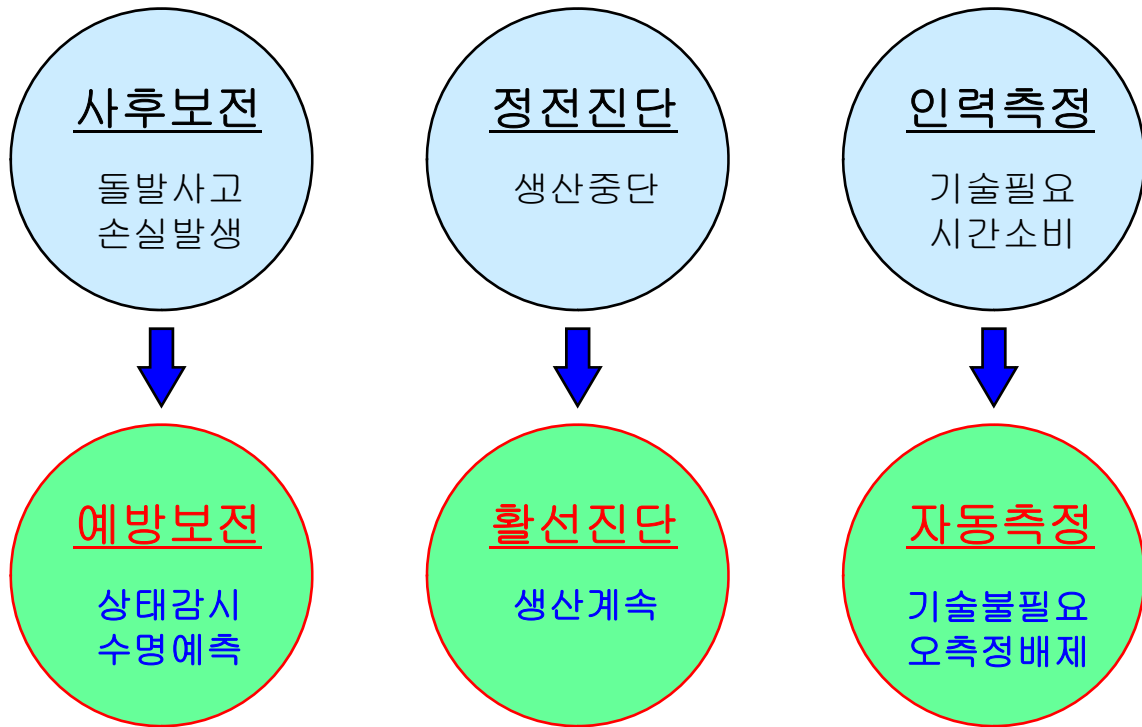 사후보전
돌발사고
손실발생
정전진단
생산중단
인력측정
기술필요
시간소비
예방보전
상태감시
수명예측
활선진단
생산계속
자동측정
기술불필요
오측정배제